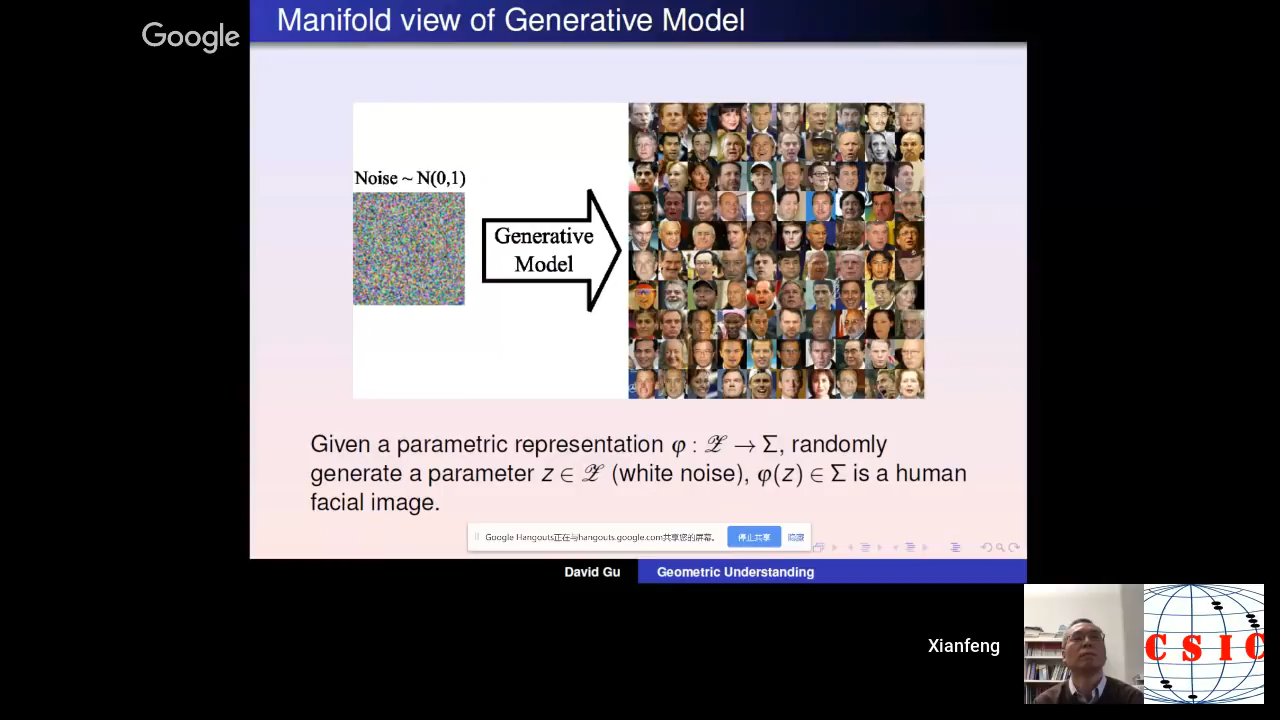 Manifold view of Generative Model
Google
Noise ~ N(0,1)
Generative
Model
Given a parametric representation φ : 𝒵 → Σ, randomly
generate a parameter z ∈ 𝒵 (white noise), φ(z) ∈ Σ is a human
facial image.
Google Hangouts正在与hangouts.google.com共享您的屏幕。 停止共享 隐藏
David Gu Geometric Understanding
Xianfeng
CSIC